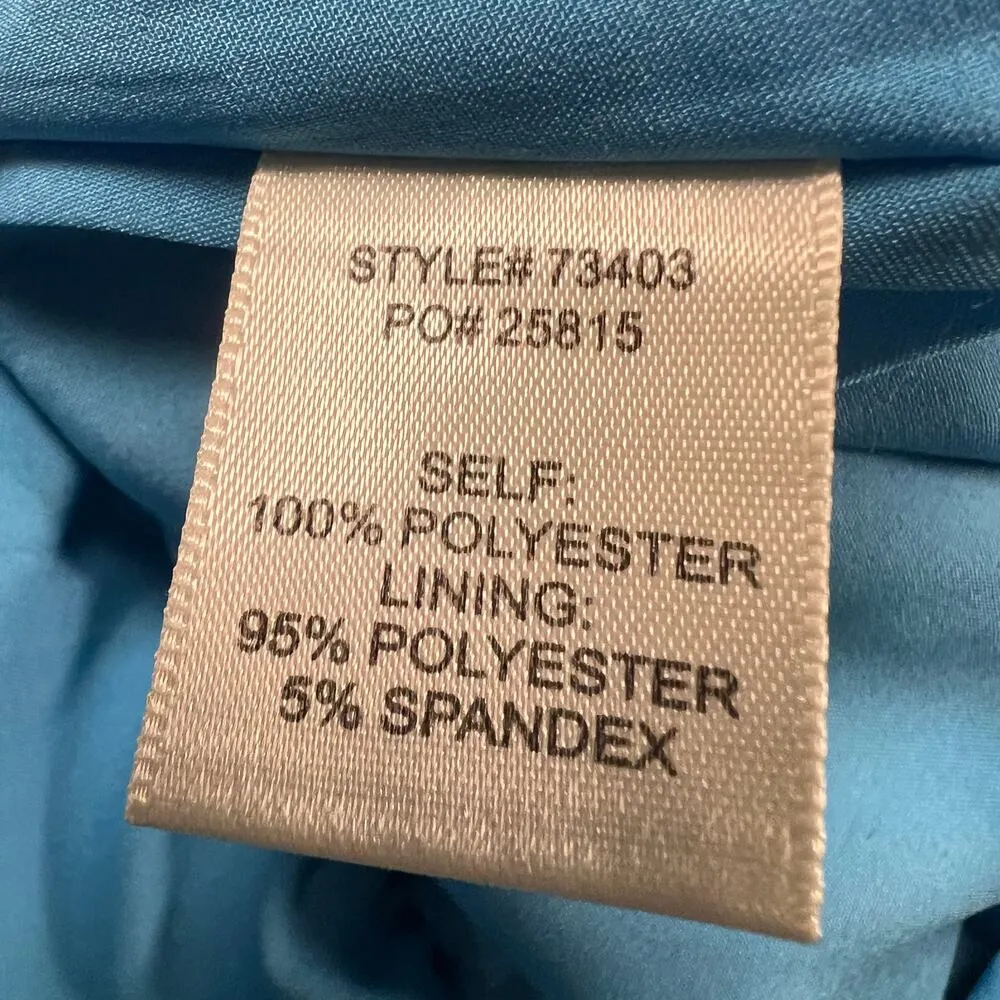 STYLE# 73403
PO# 25815
SELF:
100% POLYESTER
LINING:
95% POLYESTER
5% SPANDEX